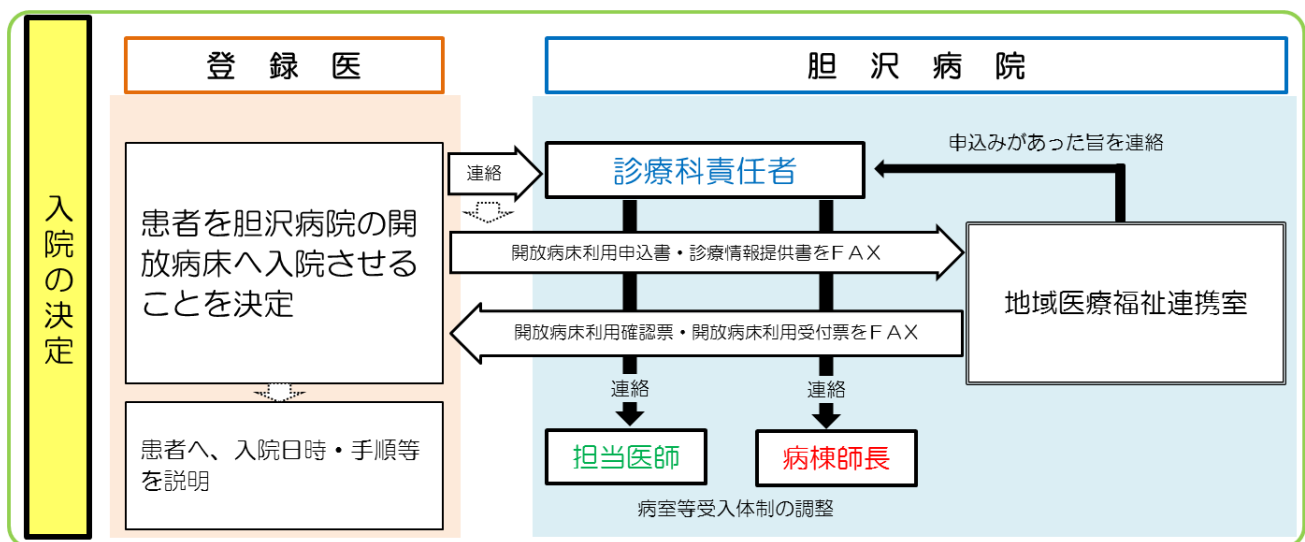 入院の決定
登録医
胆沢病院
患者を胆沢病院の開
放病床へ入院させる
ことを決定
連絡
診療科責任者
申込みがあった旨を連絡
開放病床利用申込書・診療情報提供書をＦＡＸ
地域医療福祉連携室
開放病床利用確認票・開放病床利用受付票をＦＡＸ
連絡
連絡
患者へ、入院日時・手順等
を説明
担当医師
病棟師長
病室等受入体制の調整